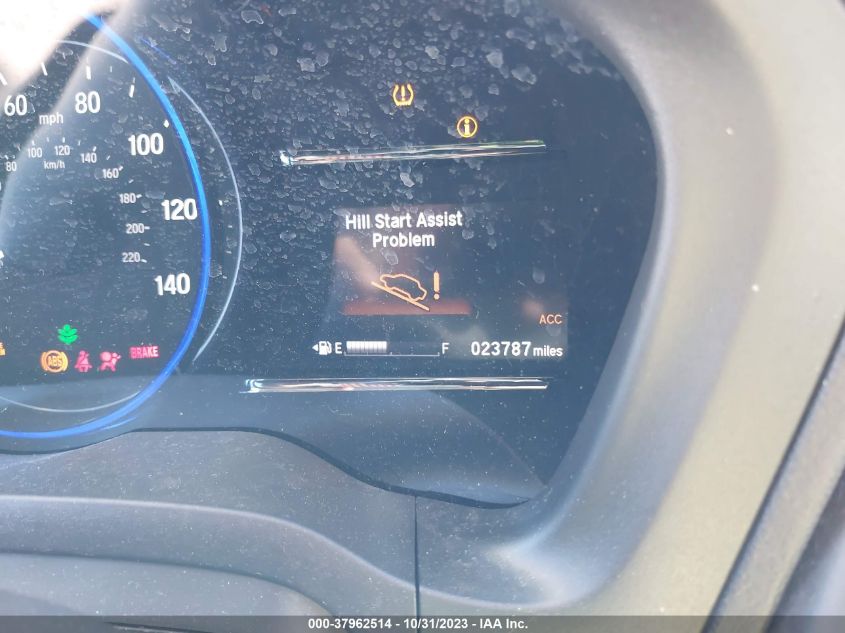 60
80
mph
100
120
140
80
100
120
140
160
180
200
220
km/h
Hill Start Assist
Problem
!
ACC
E
F
023787 miles
ABS
BRAKE
000-37962514 - 10/31/2023 - IAA Inc.